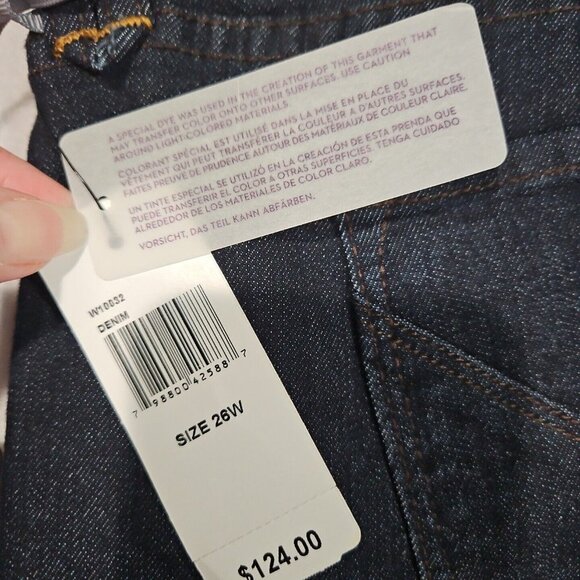 A SPECIAL DYE WAS USED IN THE CREATION OF THIS GARMENT THAT
MAY TRANSFER COLOR ONTO OTHER SURFACES. USE CAUTION
AROUND LIGHT-COLORED MATERIALS.
COLORANT SPÉCIAL EST UTILISÉ DANS LA MISE EN PLACE DU
VÊTEMENT QUI PEUT TRANSFÉRER LA COULEUR A D'AUTRES SURFACES.
FAITES PREUVE DE PRUDENCE AUTOUR DES MATÉRIAUX DE COULEUR CLAIRE.
UN TINTE ESPECIAL SE UTILIZÓ EN LA CREACIÓN DE ESTA PRENDA QUE
PUEDE TRANSFERIR EL COLOR A OTRAS SUPERFICIES. TENGA CUIDADO
ALREDEDOR DE LOS MATERIALES DE COLOR CLARO.
VORSICHT, DAS TEIL KANN ABFÄRBEN.
W10032
DENIM
7 98800 42588 7
SIZE 26W
$124.00